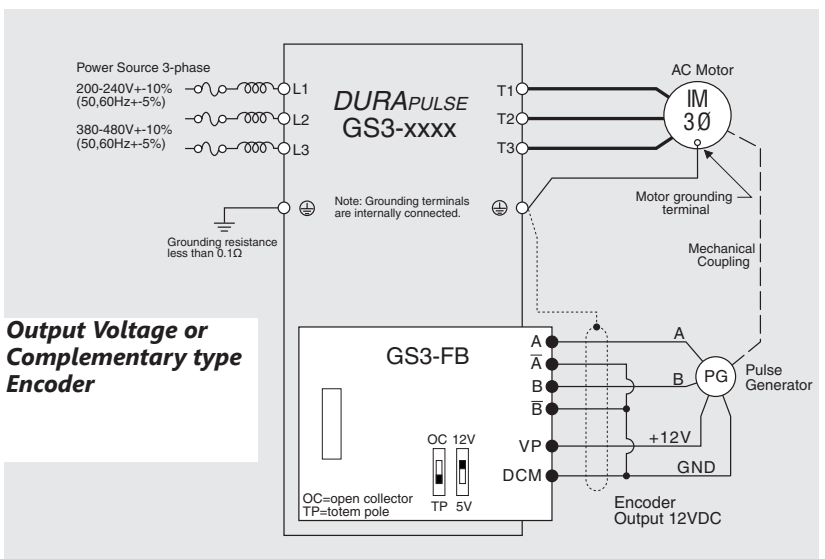 Power Source 3-phase
200-240V+-10%
(50,60Hz+-5%)
380-480V+-10%
(50,60Hz+-5%)
L1
L2
L3
DURAPULSE
GS3-xxxx
T1
T2
T3
AC Motor
IM
3Ø
Note: Grounding terminals
are internally connected.
Motor grounding
terminal
Grounding resistance
less than 0.1Ω
Mechanical
Coupling
Output Voltage or
Complementary type
Encoder
GS3-FB
A
A̅
B
B̅
VP
DCM
OC 12V
TP 5V
OC=open collector
TP=totem pole
A
B
+12V
GND
PG
Pulse
Generator
Encoder
Output 12VDC